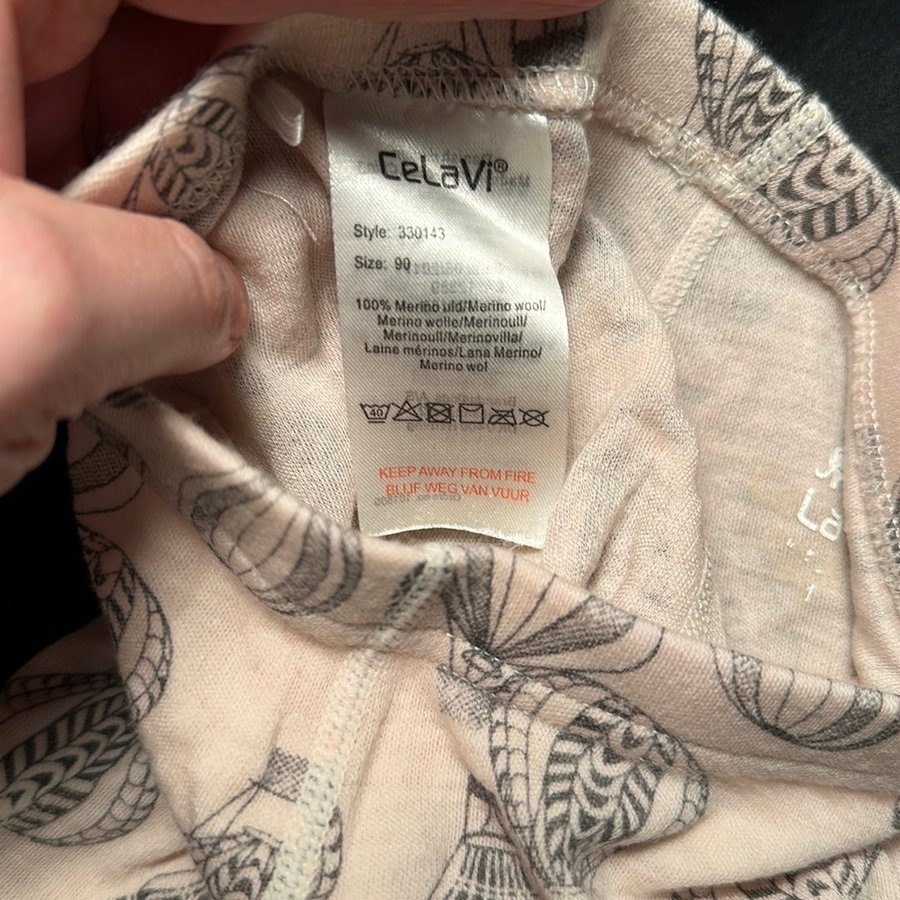 CeLaVi®
Style: 330143
Size: 90
100% Merino uld/Merino wool/
Merino wolle/Merinoull/
Merinoull/Merinovilla/
Laine mérinos/Lana Merino/
Merino wol
40
KEEP AWAY FROM FIRE
BLIJF WEG VAN VUUR